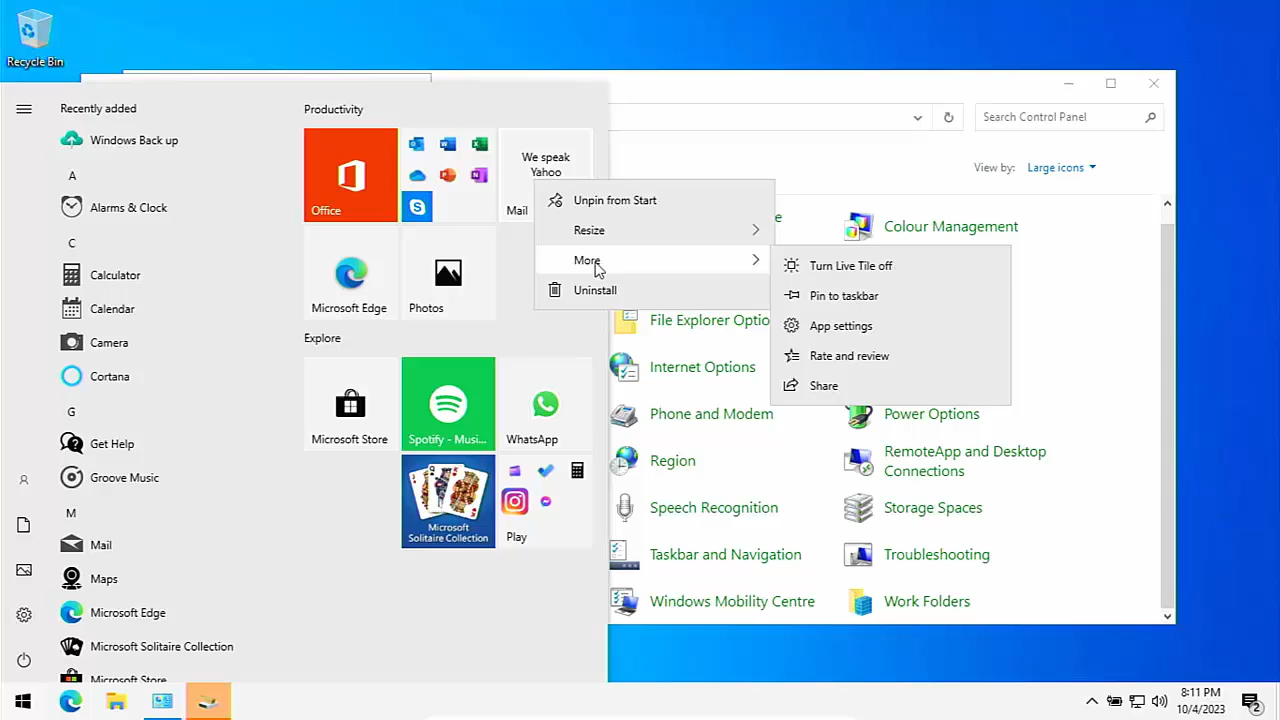 Recycle Bin
Recently added
Windows Back up
A
Alarms & Clock
C
Calculator
Calendar
Camera
Cortana
G
Get Help
Groove Music
M
Mail
Maps
Microsoft Edge
Microsoft Solitaire Collection
Microsoft Store
Productivity
Office
We speak
Yahoo
Mail
Microsoft Edge
Photos
Explore
Microsoft Store
Spotify - Musi...
WhatsApp
Microsoft
Solitaire Collection
Play
Unpin from Start
Resize
More
Uninstall
Turn Live Tile off
Pin to taskbar
App settings
Rate and review
Share
Search Control Panel
View by:
Large icons
Colour Management
File Explorer Optio
Internet Options
Phone and Modem
Power Options
Region
RemoteApp and Desktop
Connections
Speech Recognition
Storage Spaces
Taskbar and Navigation
Troubleshooting
Windows Mobility Centre
Work Folders
8:11 PM
10/4/2023
2